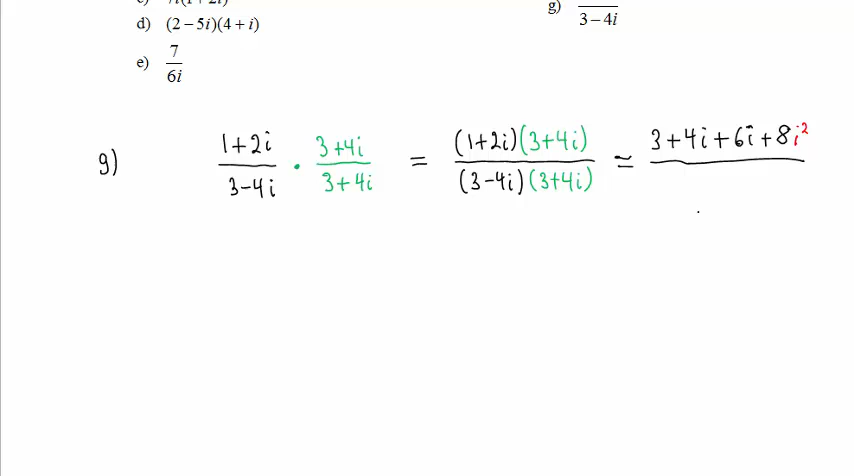 g) 3 − 4i
d) (2 − 5i)(4 + i)
e) 7 / 6i
g) (1+2i)/(3−4i) · (3+4i)/(3+4i) = (1+2i)(3+4i) / (3−4i)(3+4i) = 3+4i+6i+8i²